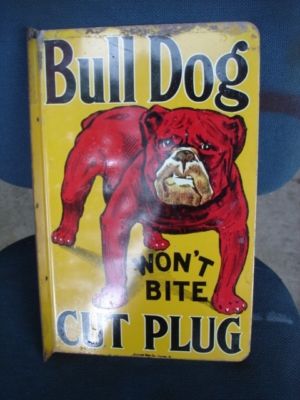 Bull Dog
WON'T
BITE
CUT PLUG